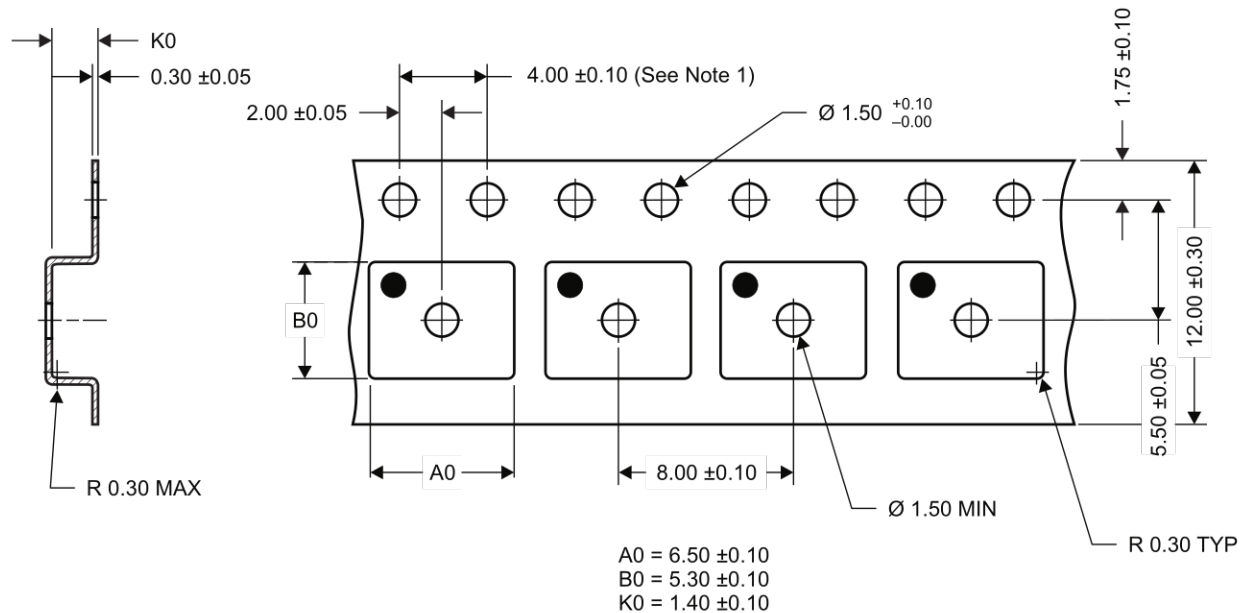 K0
0.30 ±0.05
4.00 ±0.10 (See Note 1)
2.00 ±0.05
Ø 1.50 +0.10 –0.00
1.75 ±0.10
B0
12.00 ±0.30
5.50 ±0.05
A0
8.00 ±0.10
R 0.30 MAX
Ø 1.50 MIN
R 0.30 TYP
A0 = 6.50 ±0.10
B0 = 5.30 ±0.10
K0 = 1.40 ±0.10